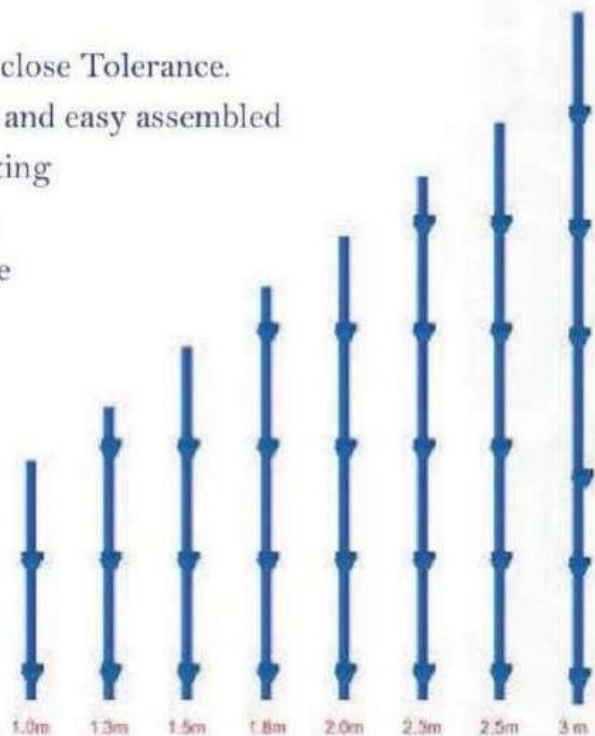 close Tolerance.
and easy assembled
ting
e
1.0m 1.3m 1.5m 1.8m 2.0m 2.3m 2.5m 3 m